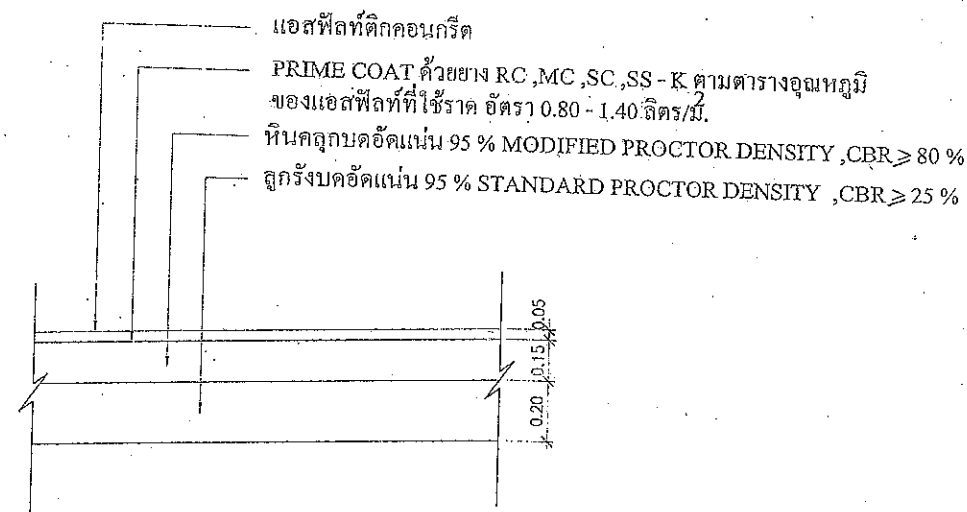 แอสฟัลท์ติกคอนกรีต
PRIME COAT ด้วยยาง RC ,MC ,SC ,SS - K ตามตารางอุณหภูมิ
ของแอสฟัลท์ที่ใช้ราด อัตรา 0.80 - 1.40 ลิตร/ม².
หินคลุกบดอัดแน่น 95 % MODIFIED PROCTOR DENSITY ,CBR ⩾ 80 %
ลูกรังบดอัดแน่น 95 % STANDARD PROCTOR DENSITY ,CBR ⩾ 25 %
0.05
0.15
0.20